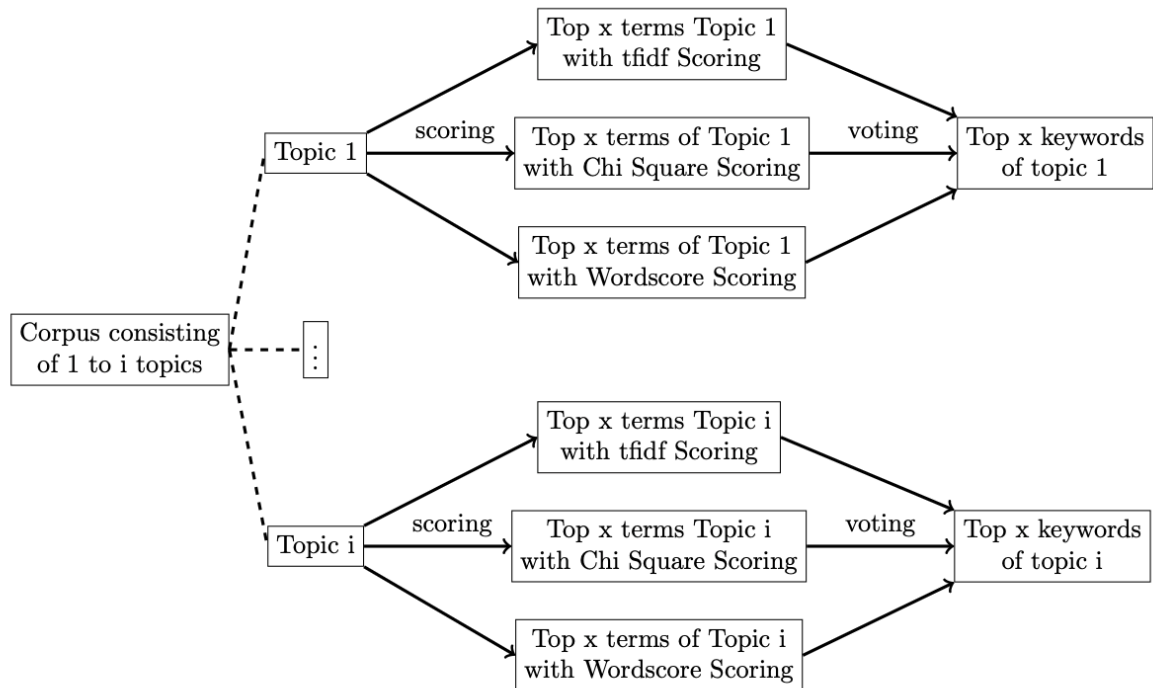 Top x terms Topic 1
with tfidf Scoring
Topic 1
scoring
Top x terms of Topic 1
with Chi Square Scoring
voting
Top x keywords
of topic 1
Top x terms of Topic 1
with Wordscore Scoring
Corpus consisting
of 1 to i topics
⋮
Top x terms Topic i
with tfidf Scoring
Topic i
scoring
Top x terms Topic i
with Chi Square Scoring
voting
Top x keywords
of topic i
Top x terms of Topic i
with Wordscore Scoring